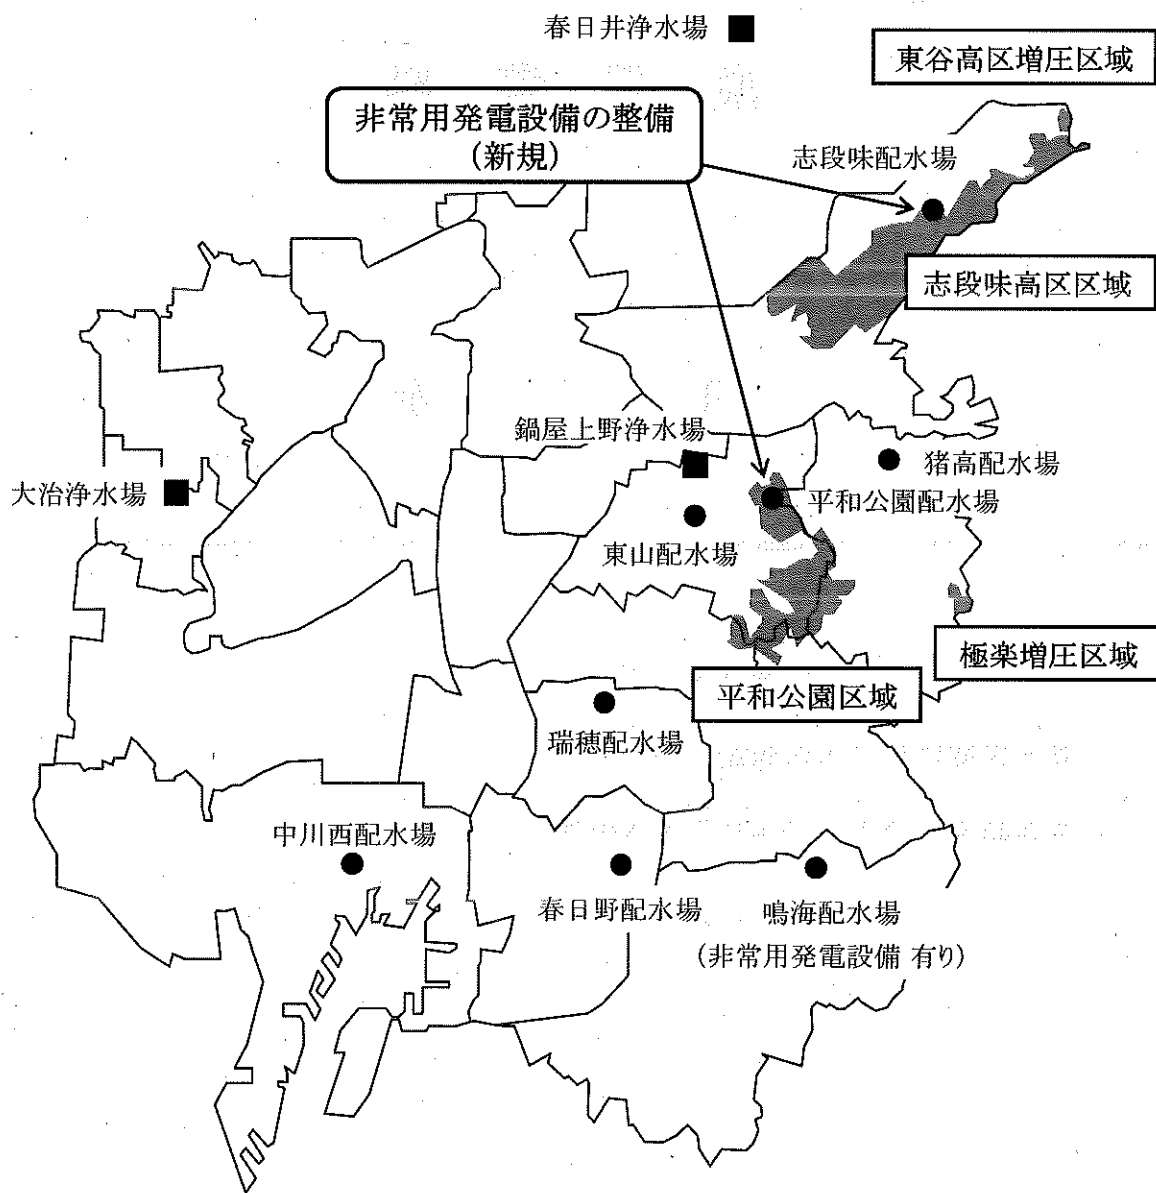 春日井浄水場
東谷高区増圧区域
非常用発電設備の整備
(新規)
志段味配水場
志段味高区区域
鍋屋上野浄水場
猪高配水場
大治浄水場
平和公園配水場
東山配水場
極楽増圧区域
平和公園区域
瑞穂配水場
中川西配水場
春日野配水場
鳴海配水場
(非常用発電設備 有り)